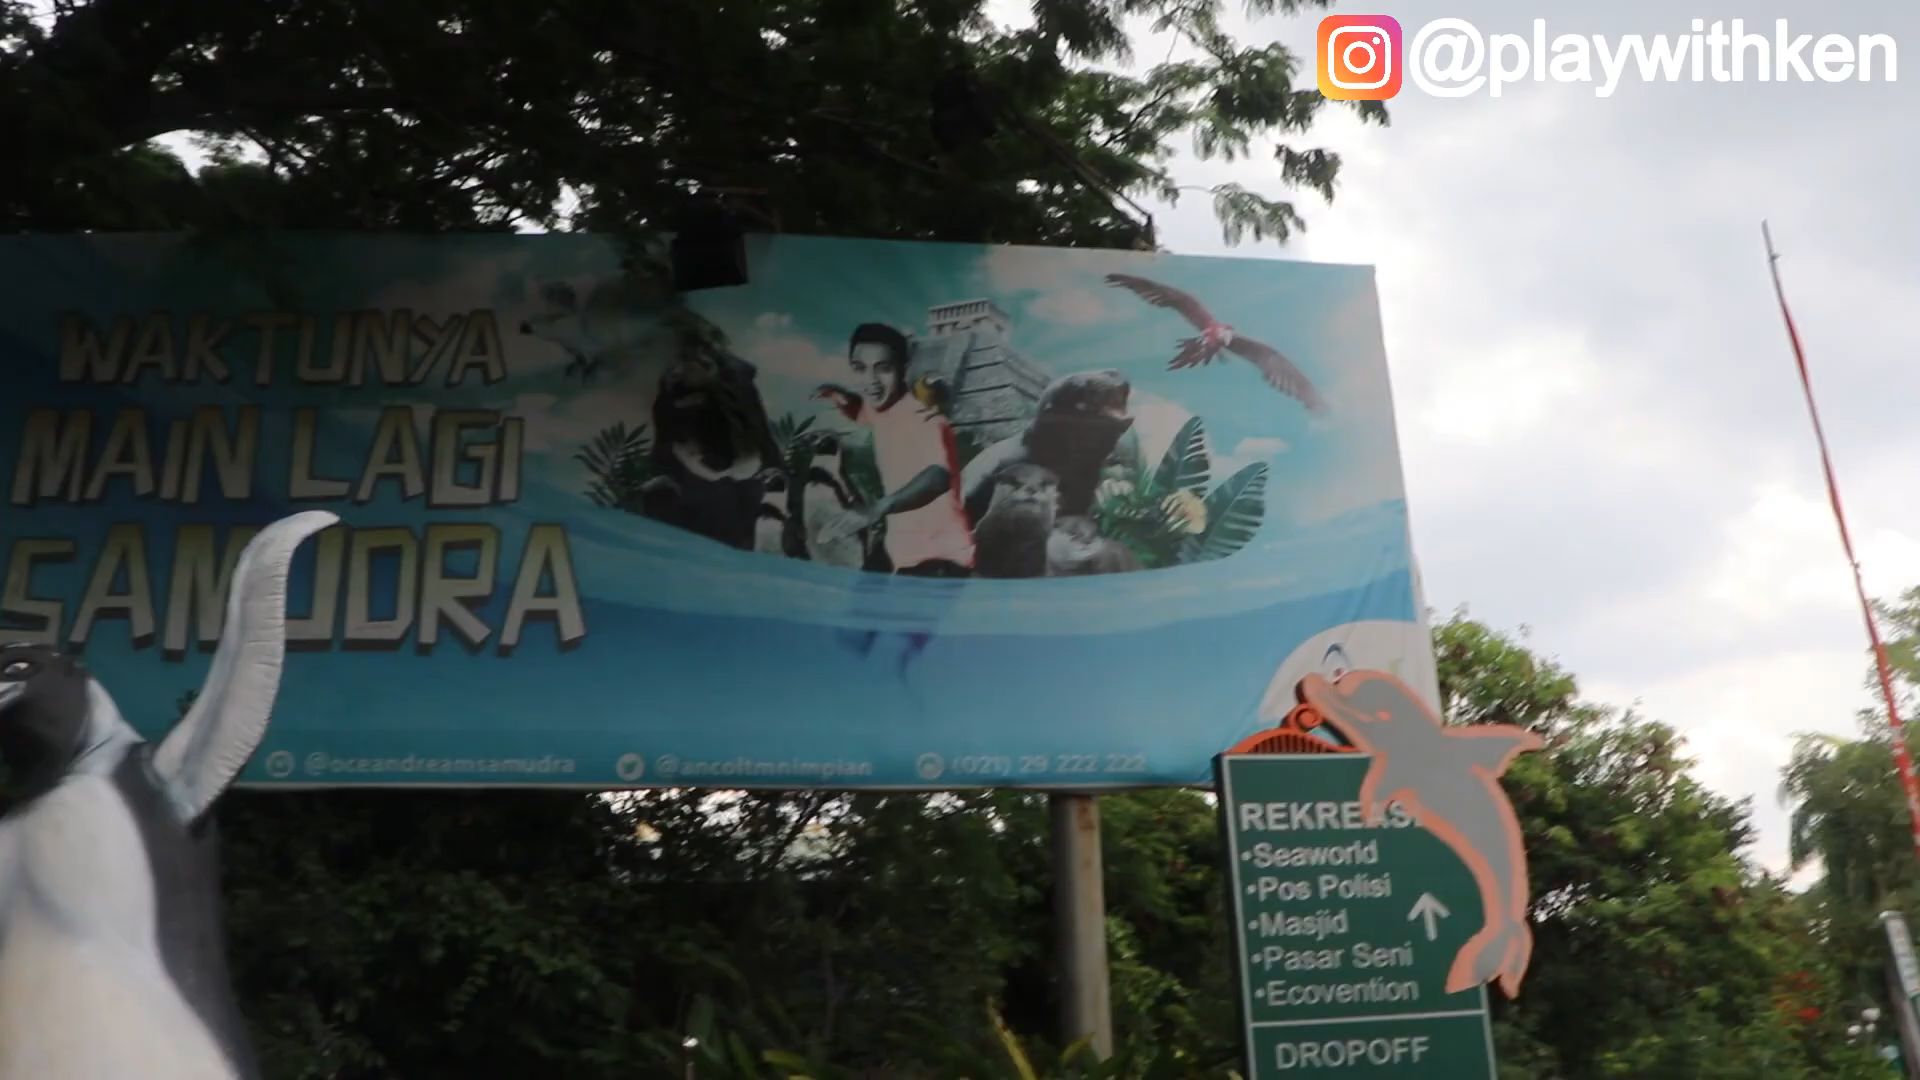 @playwithken
WAKTUNYA
MAIN LAGI
SAMUDRA
@oceandreamsamudra @ancoltmnimpian (021) 29 222 222
REKREASI
•Seaworld
•Pos Polisi
•Masjid
•Pasar Seni
•Ecovention
DROPOFF